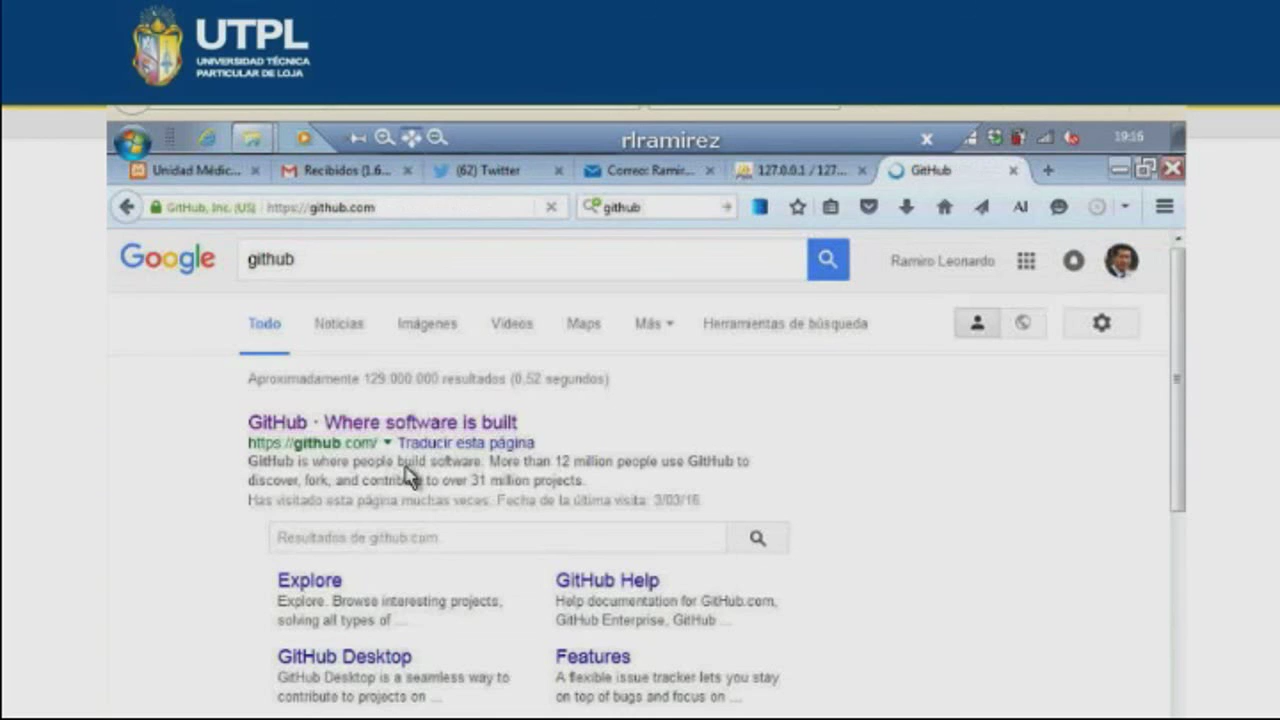 UTPL
UNIVERSIDAD TÉCNICA
PARTICULAR DE LOJA
rlramirez
19:16
Unidad Médic...
Recibidos (1.6...
(62) Twitter
Correo: Ramir...
127.0.0.1 / 127...
GitHub
GitHub, Inc. (US)
https://github.com
github
Google
github
Ramiro Leonardo
Todo
Noticias
Imágenes
Vídeos
Maps
Más
Herramientas de búsqueda
Aproximadamente 129.000.000 resultados (0,52 segundos)
GitHub · Where software is built
https://github.com/ Traducir esta página
GitHub is where people build software. More than 12 million people use GitHub to
discover, fork, and contribute to over 31 million projects.
Has visitado esta página muchas veces. Fecha de la última visita: 3/03/16
Resultados de github.com
Explore
Explore. Browse interesting projects,
solving all types of ...
GitHub Help
Help documentation for GitHub.com,
GitHub Enterprise, GitHub ...
GitHub Desktop
GitHub Desktop is a seamless way to
contribute to projects on ...
Features
A flexible issue tracker lets you stay
on top of bugs and focus on ...